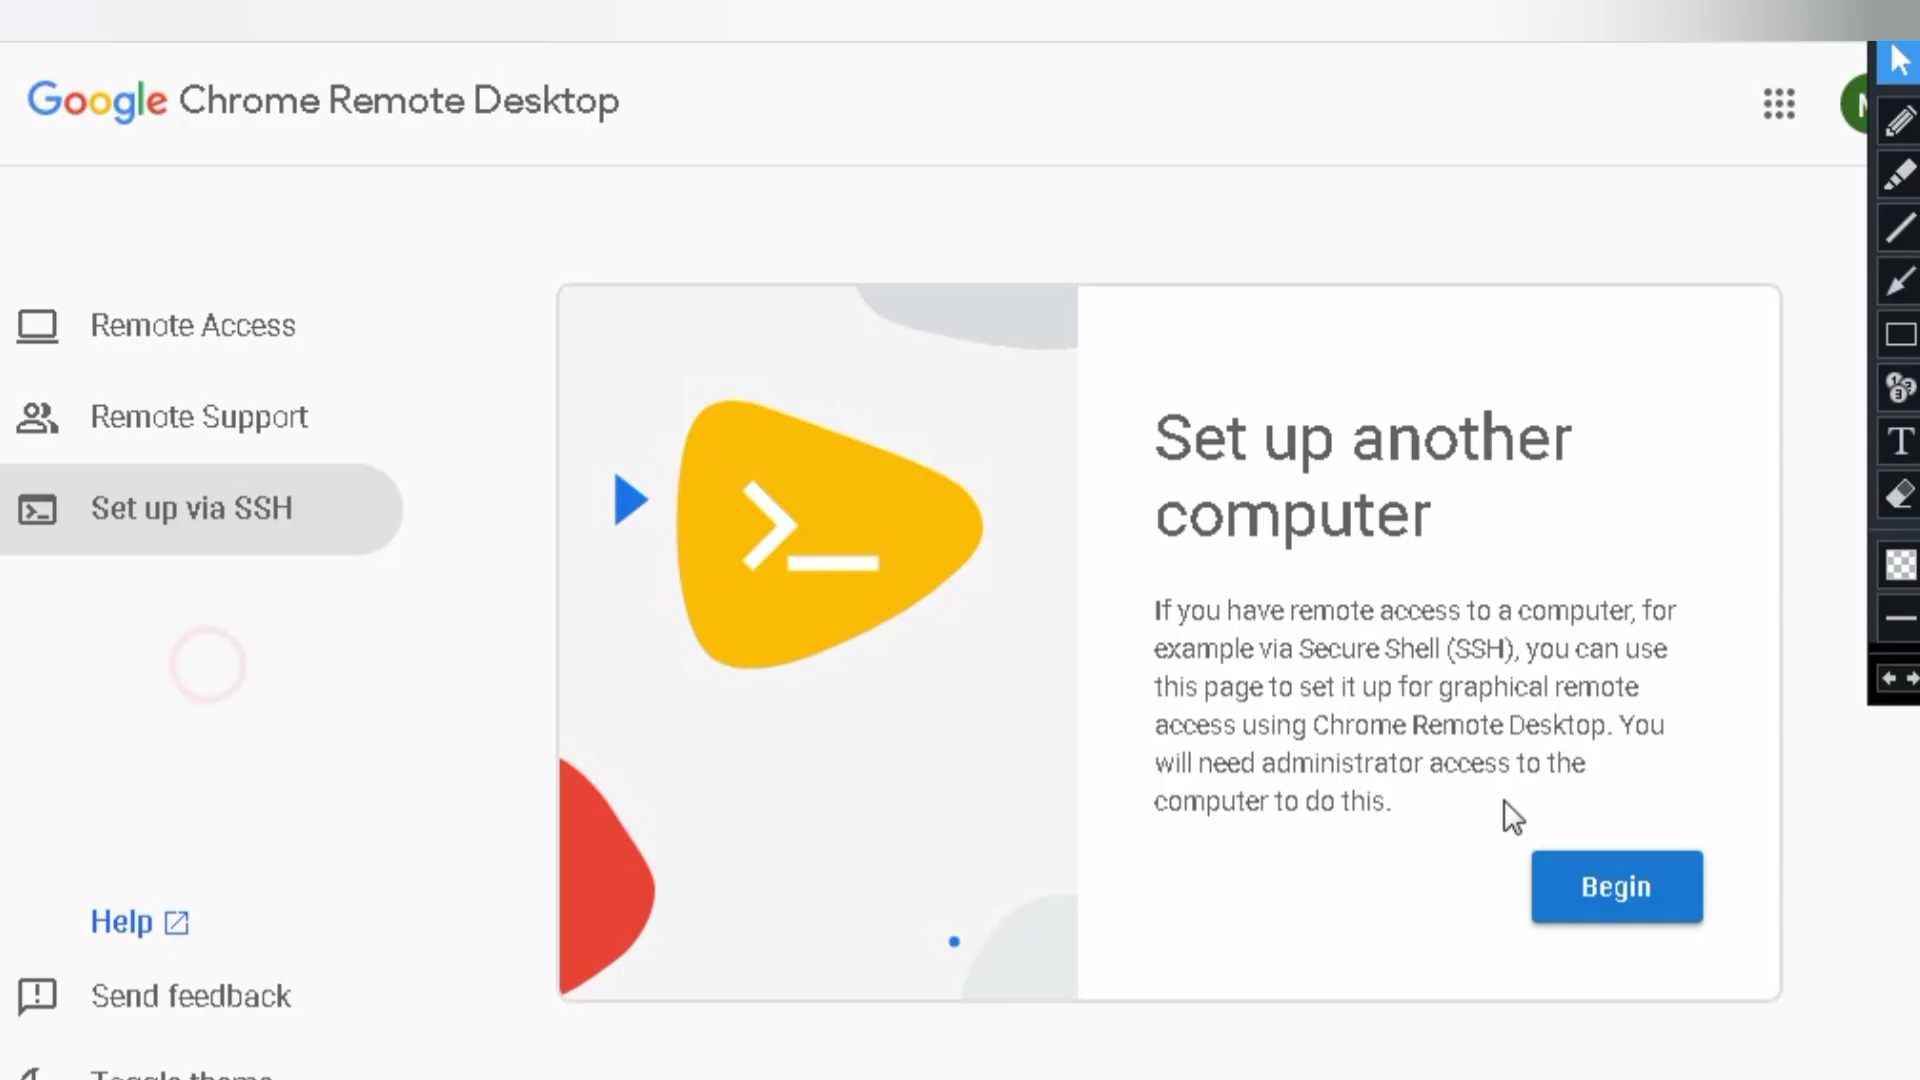 Google Chrome Remote Desktop
Remote Access
Remote Support
Set up via SSH
Set up another
computer
If you have remote access to a computer, for
example via Secure Shell (SSH), you can use
this page to set it up for graphical remote
access using Chrome Remote Desktop. You
will need administrator access to the
computer to do this.
Begin
Help
Send feedback
Toggle theme
T